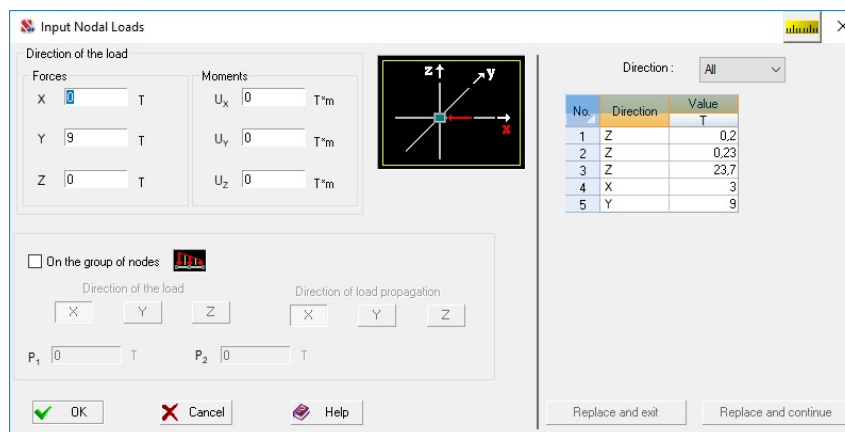 Input Nodal Loads
Direction of the load
Forces
X 0 T
Y 9 T
Z 0 T
Moments
UX 0 T*m
UY 0 T*m
UZ 0 T*m
z y
x
On the group of nodes
Direction of the load
X Y Z
Direction of load propagation
X Y Z
P1 0 T P2 0 T
OK Cancel Help
Direction : All
No. Direction Value
T
1 Z 0,2
2 Z 0,23
3 Z 23,7
4 X 3
5 Y 9
Replace and exit Replace and continue